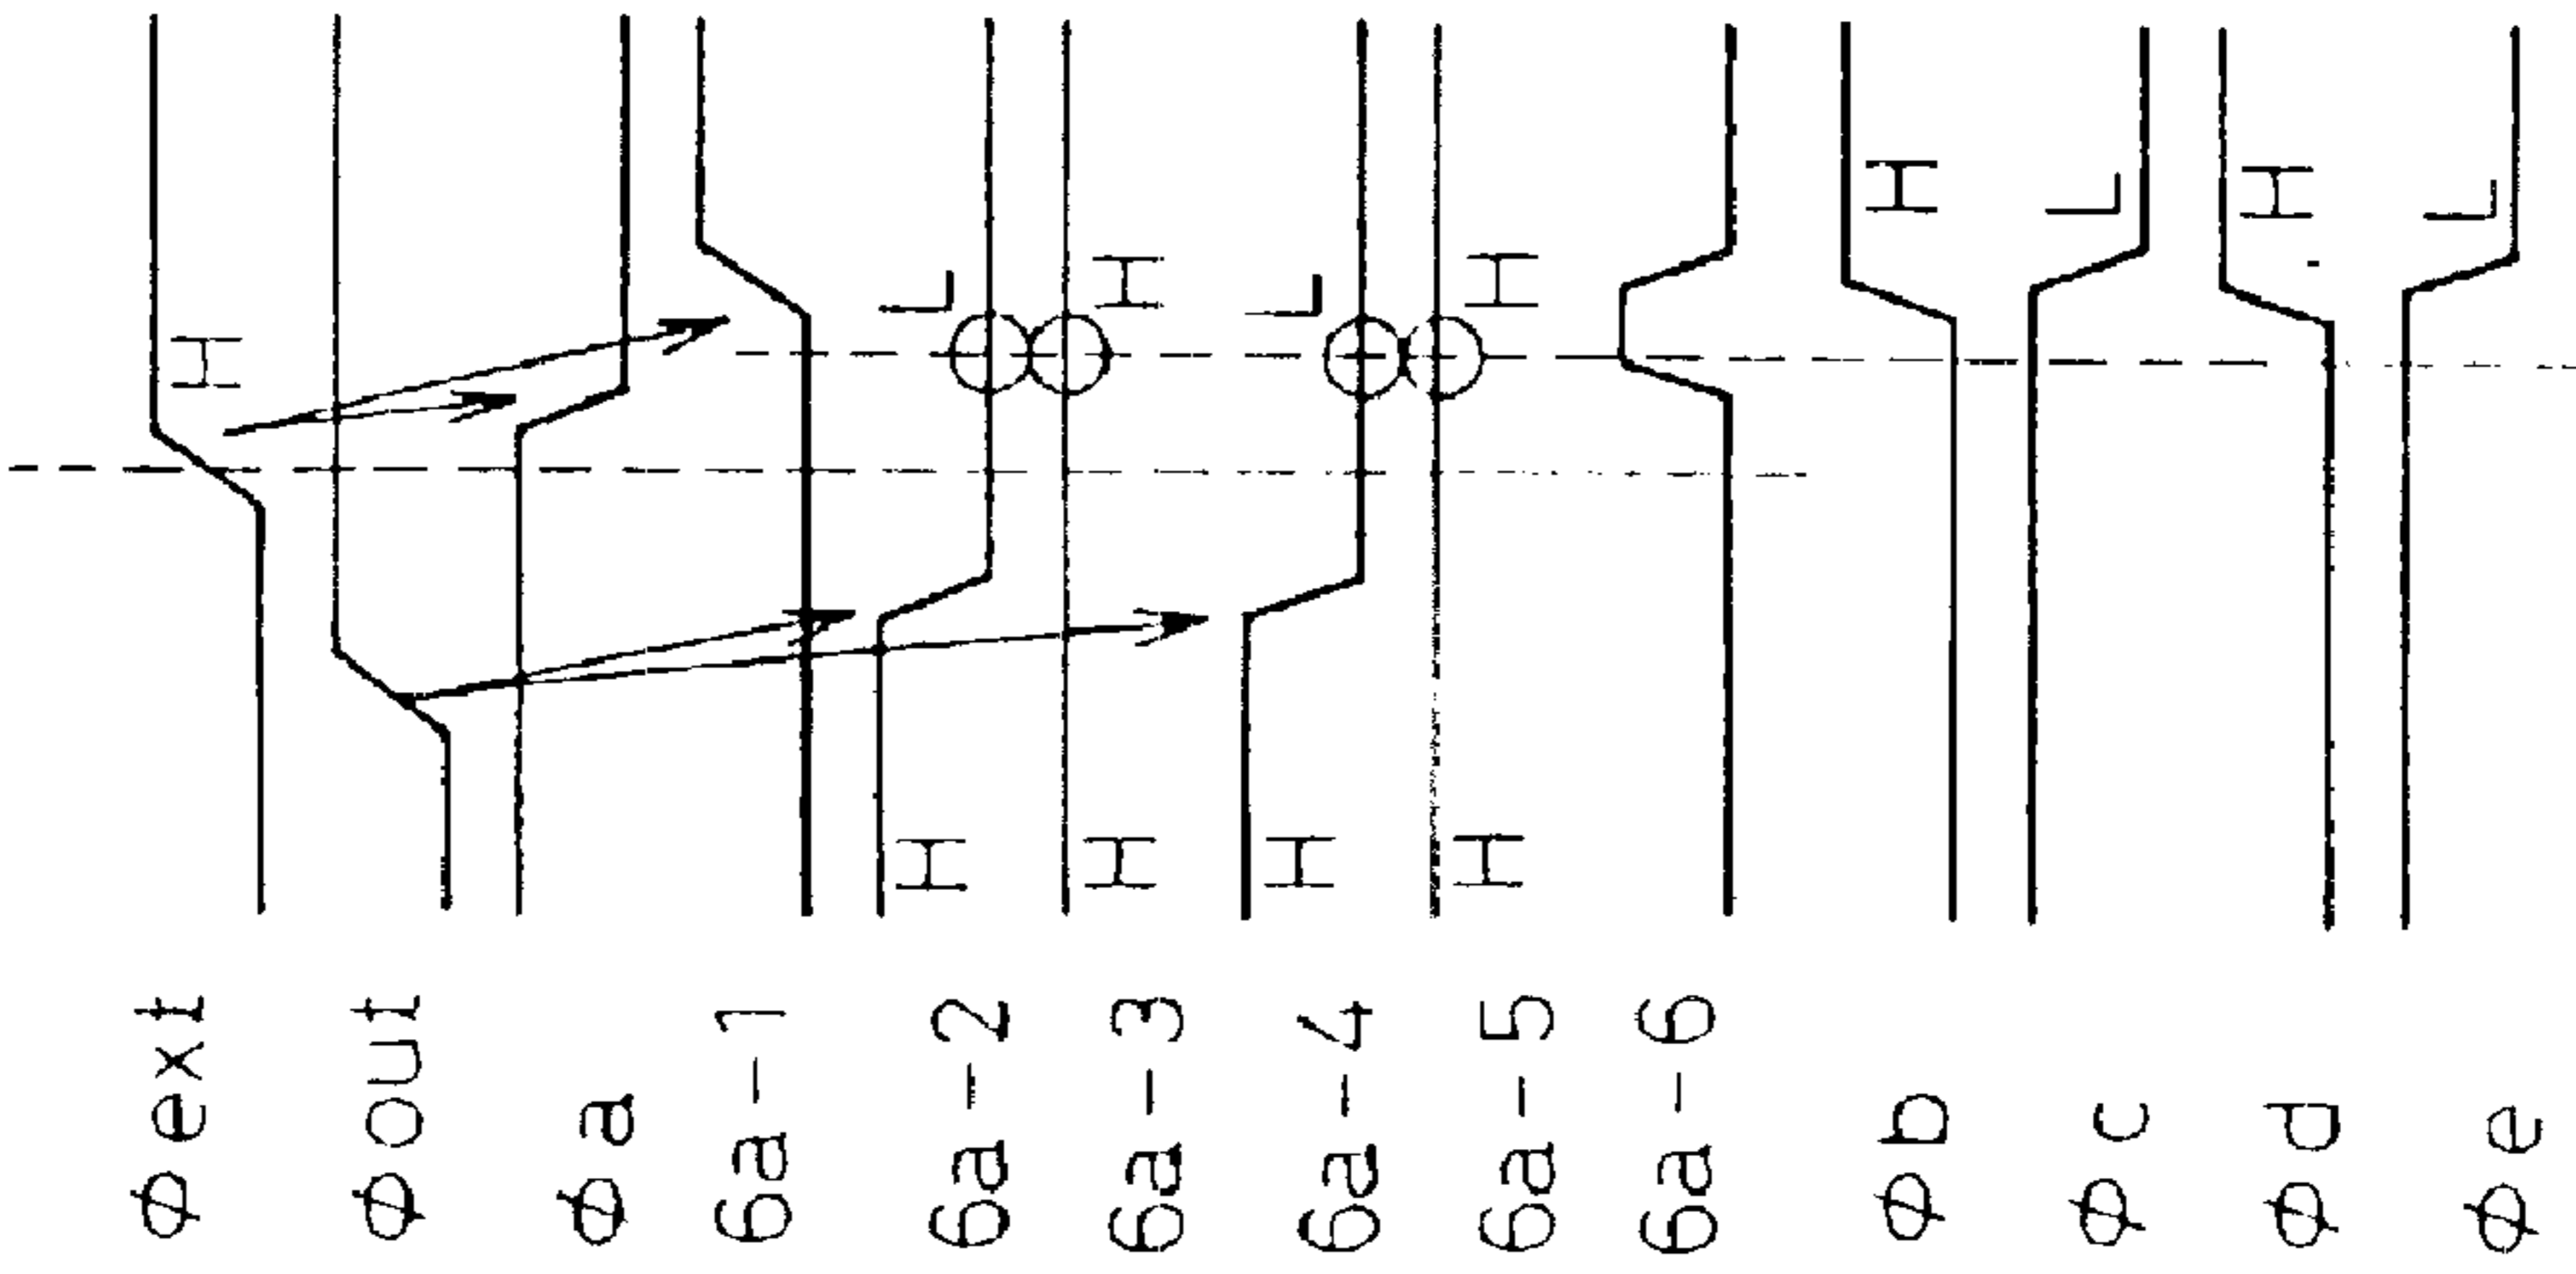 φext H
φout
φa
6a-1
6a-2 H L
6a-3 H H
6a-4 H L
6a-5 H H
6a-6
φb H
φc L
φd H
φe L